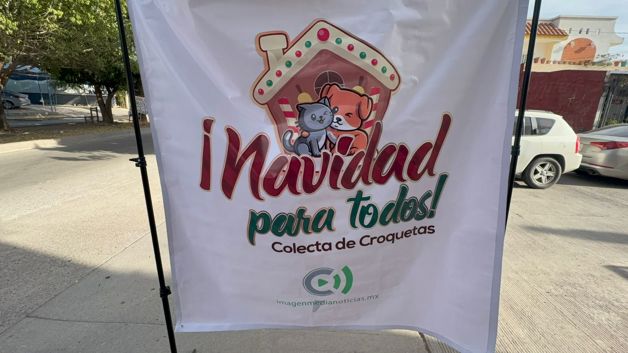 ¡Navidad
para todos!
Colecta de Croquetas
imagenmedianoticias.mx